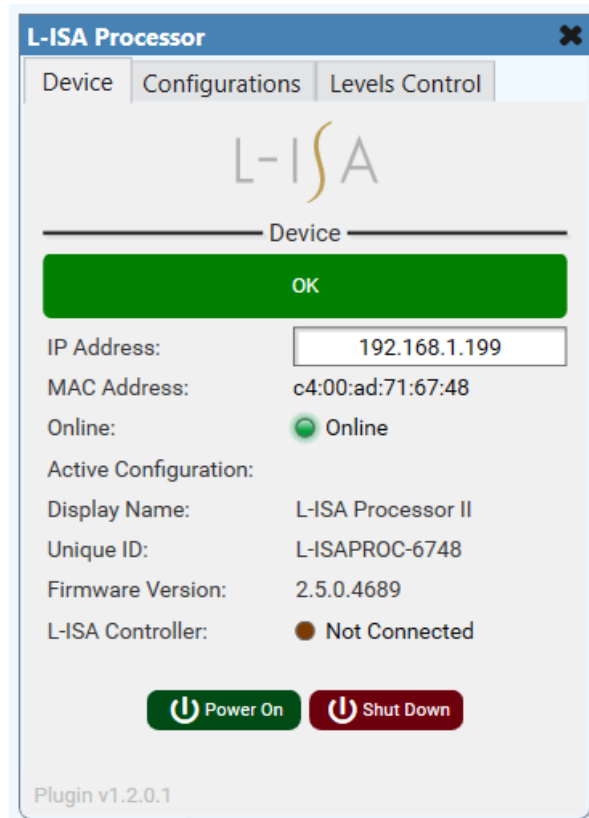 L-ISA Processor
Device Configurations Levels Control
L-ISA
Device
OK
IP Address: 192.168.1.199
MAC Address: c4:00:ad:71:67:48
Online: Online
Active Configuration:
Display Name: L-ISA Processor II
Unique ID: L-ISAPROC-6748
Firmware Version: 2.5.0.4689
L-ISA Controller: Not Connected
Power On Shut Down
Plugin v1.2.0.1